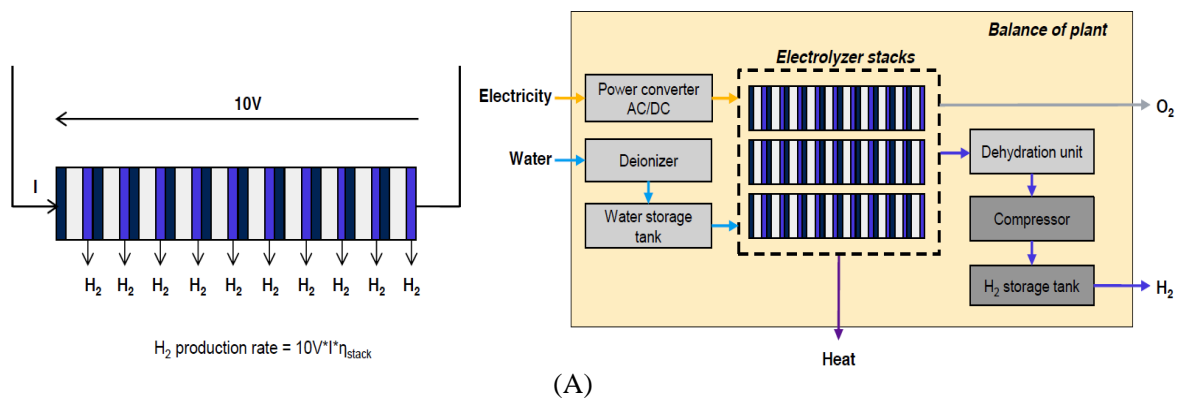 10V
I
H₂ H₂ H₂ H₂ H₂ H₂ H₂ H₂ H₂ H₂
H₂ production rate = 10V*I*η_stack
Balance of plant
Electrolyzer stacks
Electricity
Power converter
AC/DC
O₂
Water
Deionizer
Dehydration unit
Water storage
tank
Compressor
H₂ storage tank
H₂
Heat
(A)